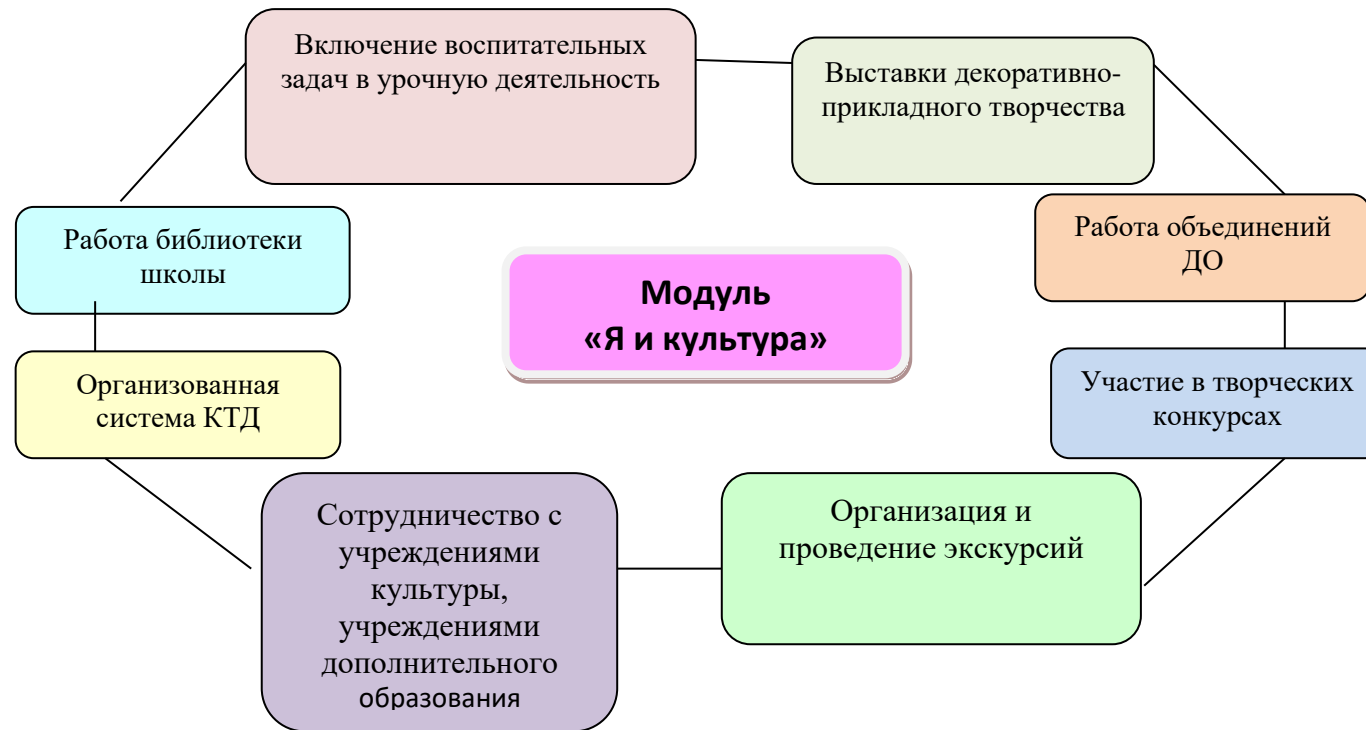 Включение воспитательных
задач в урочную деятельность
Выставки декоративно-
прикладного творчества
Работа библиотеки
школы
Работа объединений
ДО
Модуль
«Я и культура»
Организованная
система КТД
Участие в творческих
конкурсах
Сотрудничество с
учреждениями
культуры,
учреждениями
дополнительного
образования
Организация и
проведение экскурсий